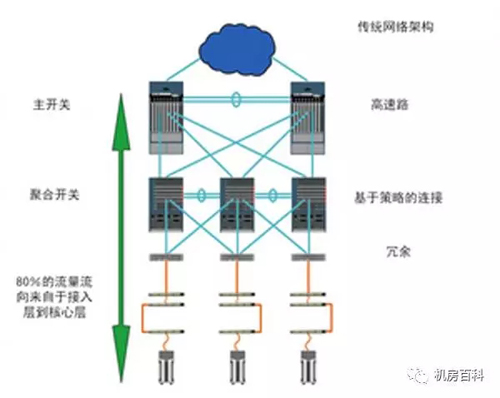 传统网络架构
主开关
高速路
聚合开关
基于策略的连接
冗余
80%的流量流
向来自于接入
层到核心层
机房百科